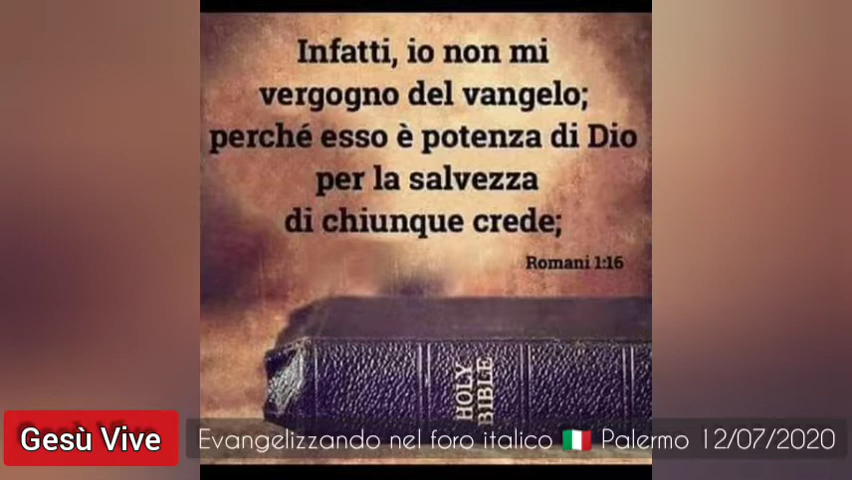 Infatti, io non mi
vergogno del vangelo;
perché esso è potenza di Dio
per la salvezza
di chiunque crede;
Romani 1:16
HOLY
BIBLE
Gesù Vive
Evangelizzando nel foro italico 🇮🇹 Palermo 12/07/2020